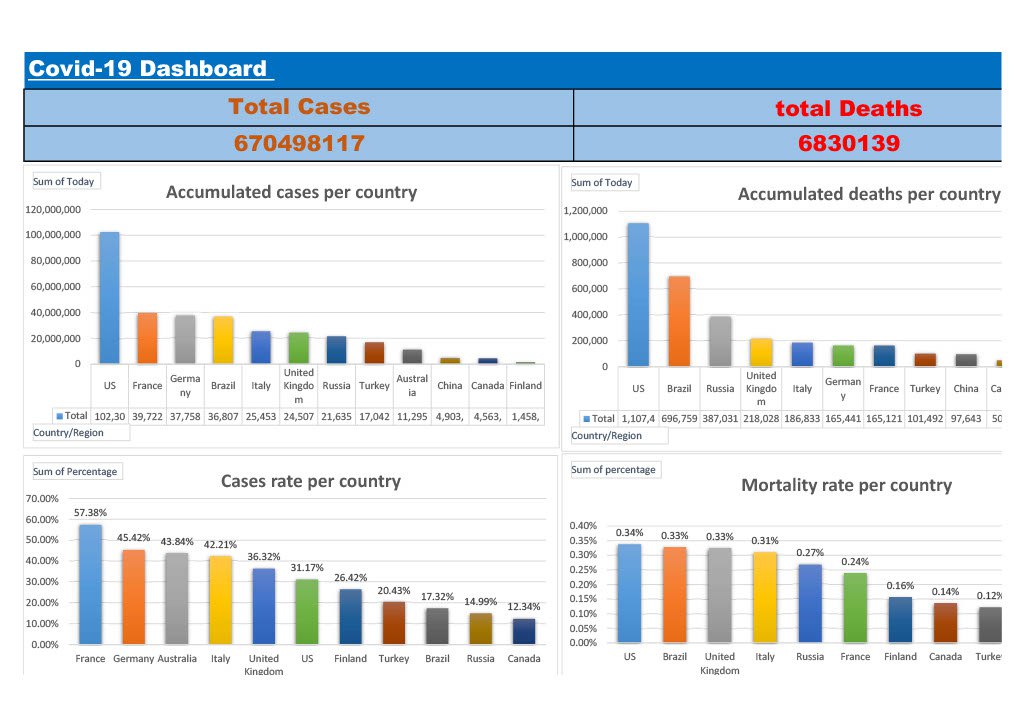 Covid-19 Dashboard
Total Cases
total Deaths
670498117
6830139
Sum of Today
Accumulated cases per country
120,000,000
100,000,000
80,000,000
60,000,000
40,000,000
20,000,000
0
US France Germa ny Brazil Italy United Kingdo m Russia Turkey Austral ia China Canada Finland
Total 102,30 39,722 37,758 36,807 25,453 24,507 21,635 17,042 11,295 4,903, 4,563, 1,458,
Country/Region
Sum of Today
Accumulated deaths per country
1,200,000
1,000,000
800,000
600,000
400,000
200,000
0
US Brazil Russia United Kingdo m Italy German y France Turkey China Ca
Total 1,107,4 696,759 387,031 218,028 186,833 165,441 165,121 101,492 97,643 50
Country/Region
Sum of Percentage
Cases rate per country
70.00%
60.00%
50.00%
40.00%
30.00%
20.00%
10.00%
0.00%
57.38% 45.42% 43.84% 42.21% 36.32% 31.17% 26.42% 20.43% 17.32% 14.99% 12.34%
France Germany Australia Italy United Kingdom US Finland Turkey Brazil Russia Canada
Sum of percentage
Mortality rate per country
0.40%
0.35%
0.30%
0.25%
0.20%
0.15%
0.10%
0.05%
0.00%
0.34% 0.33% 0.33% 0.31% 0.27% 0.24% 0.16% 0.14% 0.12%
US Brazil United Kingdom Italy Russia France Finland Canada Turke